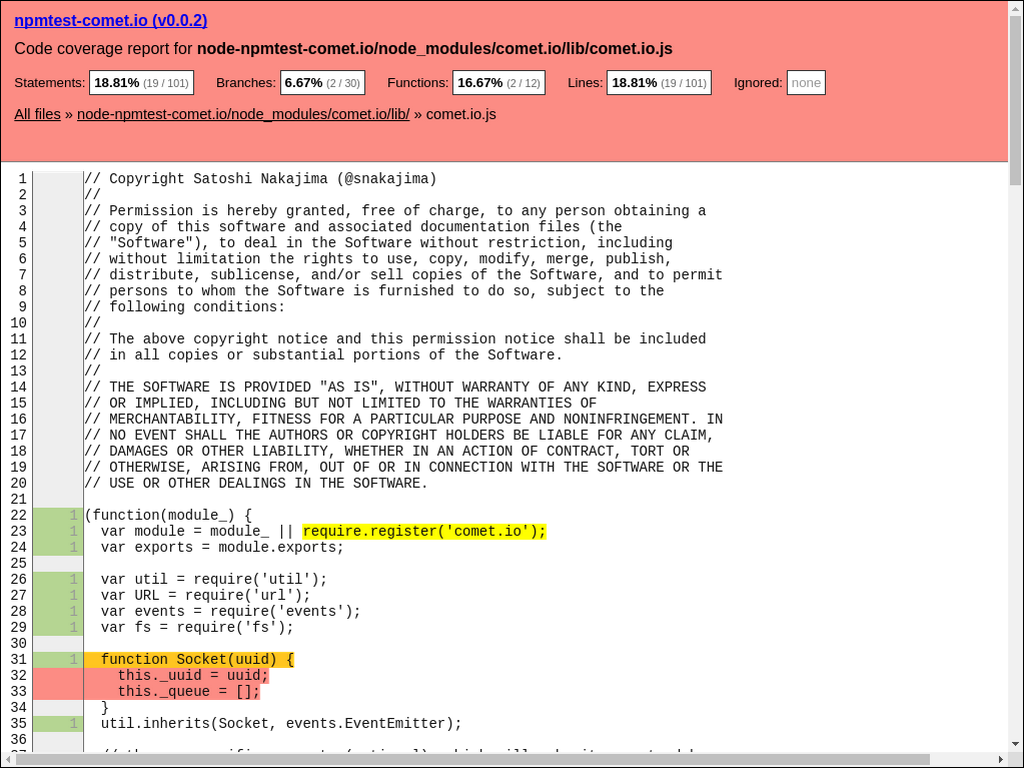 npmtest-comet.io (v0.0.2)
Code coverage report for node-npmtest-comet.io/node_modules/comet.io/lib/comet.io.js
Statements: 18.81% (19 / 101) Branches: 6.67% (2 / 30) Functions: 16.67% (2 / 12) Lines: 18.81% (19 / 101) Ignored: none
All files » node-npmtest-comet.io/node_modules/comet.io/lib/ » comet.io.js
1 // Copyright Satoshi Nakajima (@snakajima)
2 //
3 // Permission is hereby granted, free of charge, to any person obtaining a
4 // copy of this software and associated documentation files (the
5 // "Software"), to deal in the Software without restriction, including
6 // without limitation the rights to use, copy, modify, merge, publish,
7 // distribute, sublicense, and/or sell copies of the Software, and to permit
8 // persons to whom the Software is furnished to do so, subject to the
9 // following conditions:
10 //
11 // The above copyright notice and this permission notice shall be included
12 // in all copies or substantial portions of the Software.
13 //
14 // THE SOFTWARE IS PROVIDED "AS IS", WITHOUT WARRANTY OF ANY KIND, EXPRESS
15 // OR IMPLIED, INCLUDING BUT NOT LIMITED TO THE WARRANTIES OF
16 // MERCHANTABILITY, FITNESS FOR A PARTICULAR PURPOSE AND NONINFRINGEMENT. IN
17 // NO EVENT SHALL THE AUTHORS OR COPYRIGHT HOLDERS BE LIABLE FOR ANY CLAIM,
18 // DAMAGES OR OTHER LIABILITY, WHETHER IN AN ACTION OF CONTRACT, TORT OR
19 // OTHERWISE, ARISING FROM, OUT OF OR IN CONNECTION WITH THE SOFTWARE OR THE
20 // USE OR OTHER DEALINGS IN THE SOFTWARE.
21
22 1 (function(module_) {
23 1 var module = module_ || require.register('comet.io');
24 1 var exports = module.exports;
25
26 1 var util = require('util');
27 1 var URL = require('url');
28 1 var events = require('events');
29 1 var fs = require('fs');
30
31 1 function Socket(uuid) {
32 this._uuid = uuid;
33 this._queue = [];
34 }
35 1 util.inherits(Socket, events.EventEmitter);
36